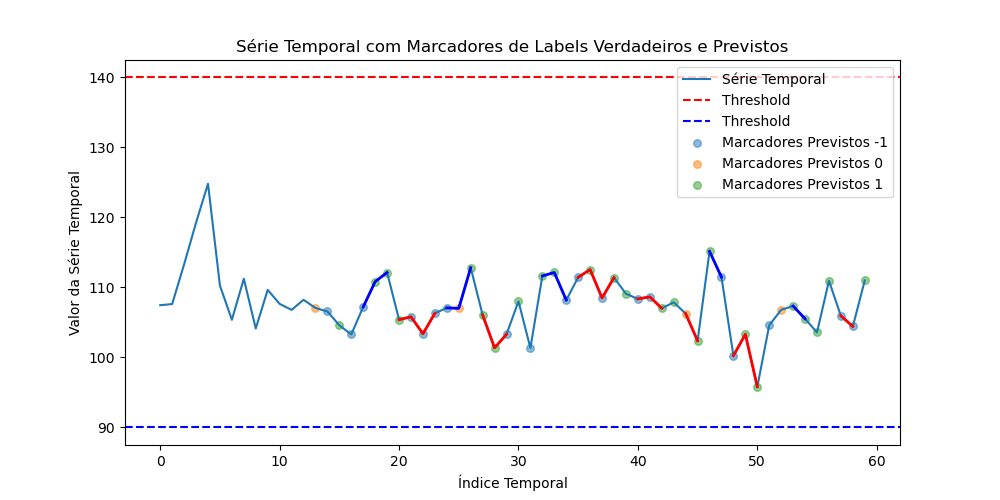 Série Temporal com Marcadores de Labels Verdadeiros e Previstos
Valor da Série Temporal
140
130
120
110
100
90
Série Temporal
Threshold
Threshold
Marcadores Previstos -1
Marcadores Previstos 0
Marcadores Previstos 1
0
10
20
30
40
50
60
Índice Temporal